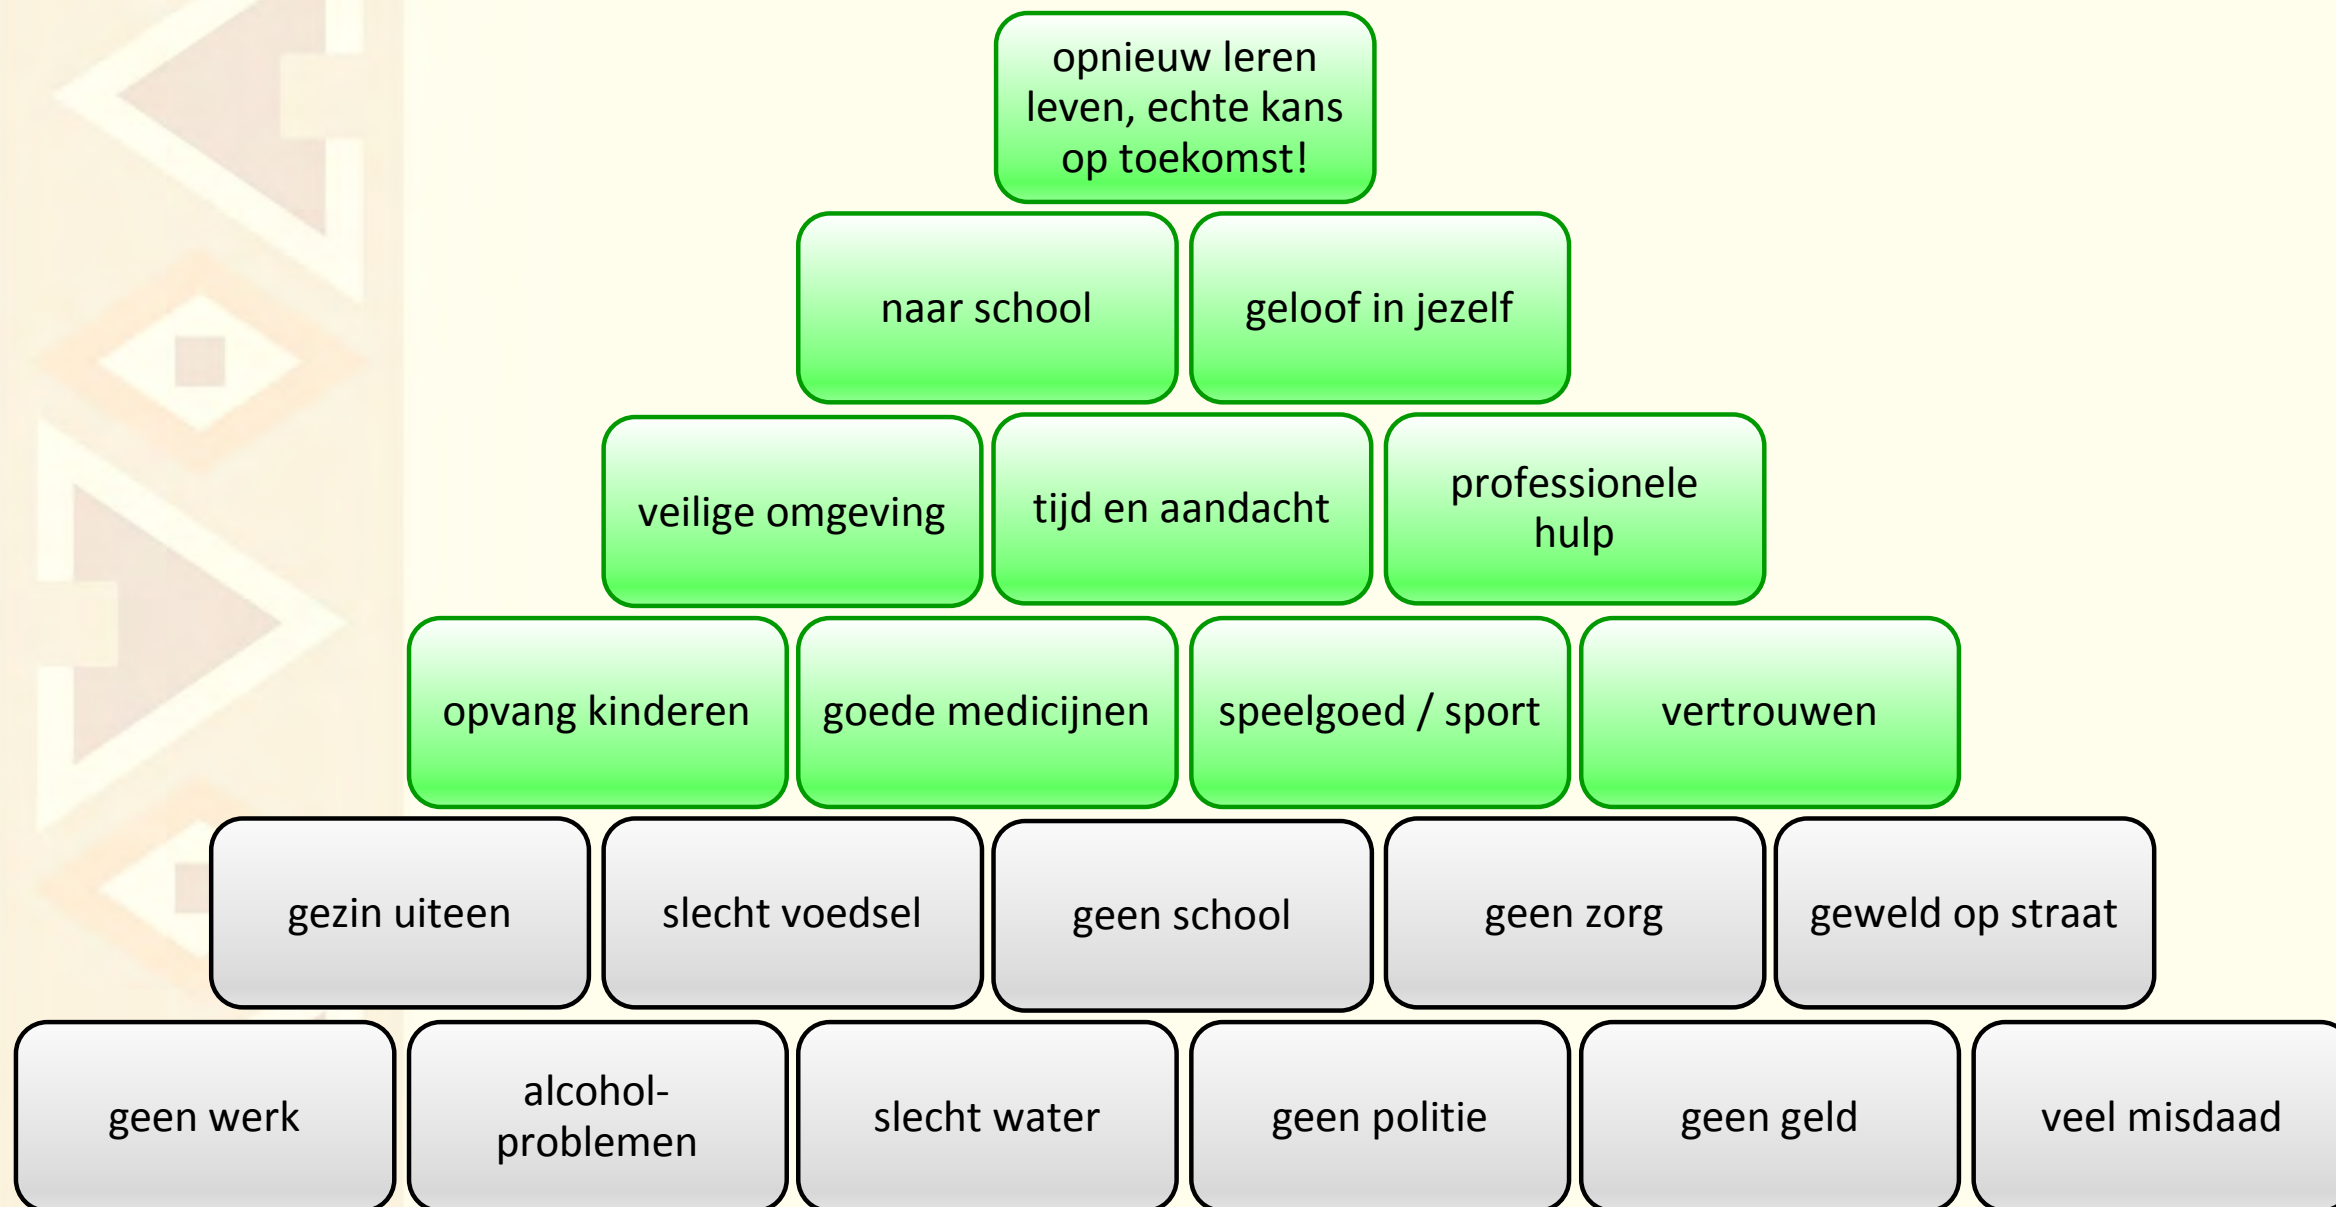 opnieuw leren
leven, echte kans
op toekomst!
naar school
geloof in jezelf
veilige omgeving
tijd en aandacht
professionele
hulp
opvang kinderen
goede medicijnen
speelgoed / sport
vertrouwen
gezin uiteen
slecht voedsel
geen school
geen zorg
geweld op straat
geen werk
alcohol-
problemen
slecht water
geen politie
geen geld
veel misdaad